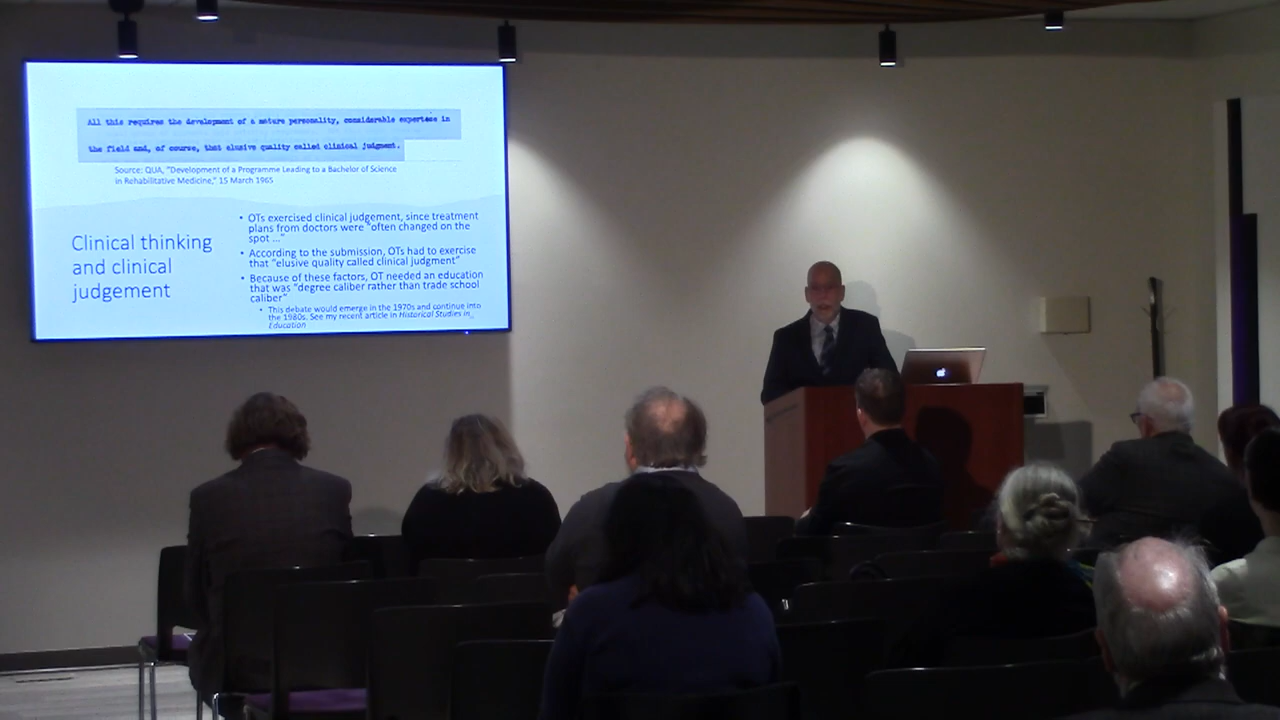 All this requires the development of a mature personality, considerable expertese in
the field and, of course, that elusive quality called clinical judgment.
Source: QUA, "Development of a Programme Leading to a Bachelor of Science
in Rehabilitative Medicine," 15 March 1965
Clinical thinking
and clinical
judgement
• OTs exercised clinical judgement, since treatment
plans from doctors were "often changed on the
spot ..."
• According to the submission, OTs had to exercise
that "elusive quality called clinical judgment"
• Because of these factors, OT needed an education
that was "degree caliber rather than trade school
caliber"
• This debate would emerge in the 1970s and continue into
the 1980s. See my recent article in Historical Studies in
Education